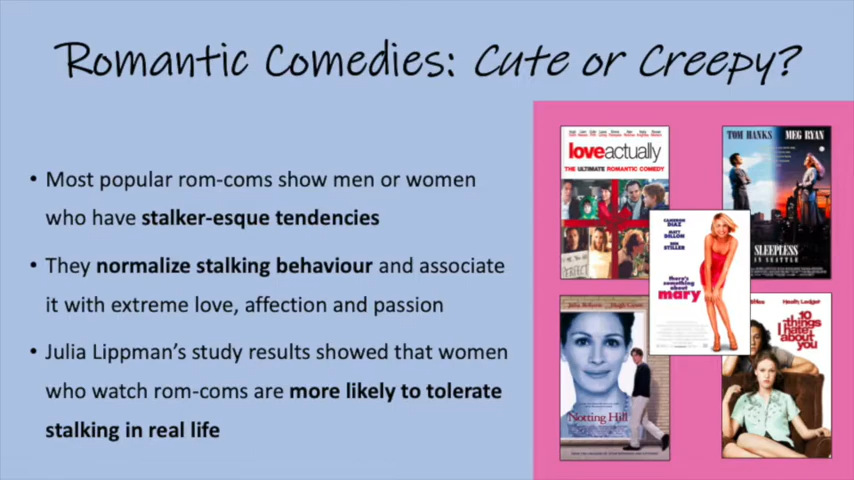 Romantic Comedies: Cute or Creepy?
• Most popular rom-coms show men or women
who have stalker-esque tendencies
• They normalize stalking behaviour and associate
it with extreme love, affection and passion
• Julia Lippman's study results showed that women
who watch rom-coms are more likely to tolerate
stalking in real life
love actually
THE ULTIMATE ROMANTIC COMEDY
TOM HANKS MEG RYAN
SLEEPLESS
IN SEATTLE
CAMERON
DIAZ
MATT
DILLON
BEN
STILLER
there's
something
about
mary
Julia Roberts Hugh Grant
Notting Hill
Heath Ledger
10
things
I hate
about
you